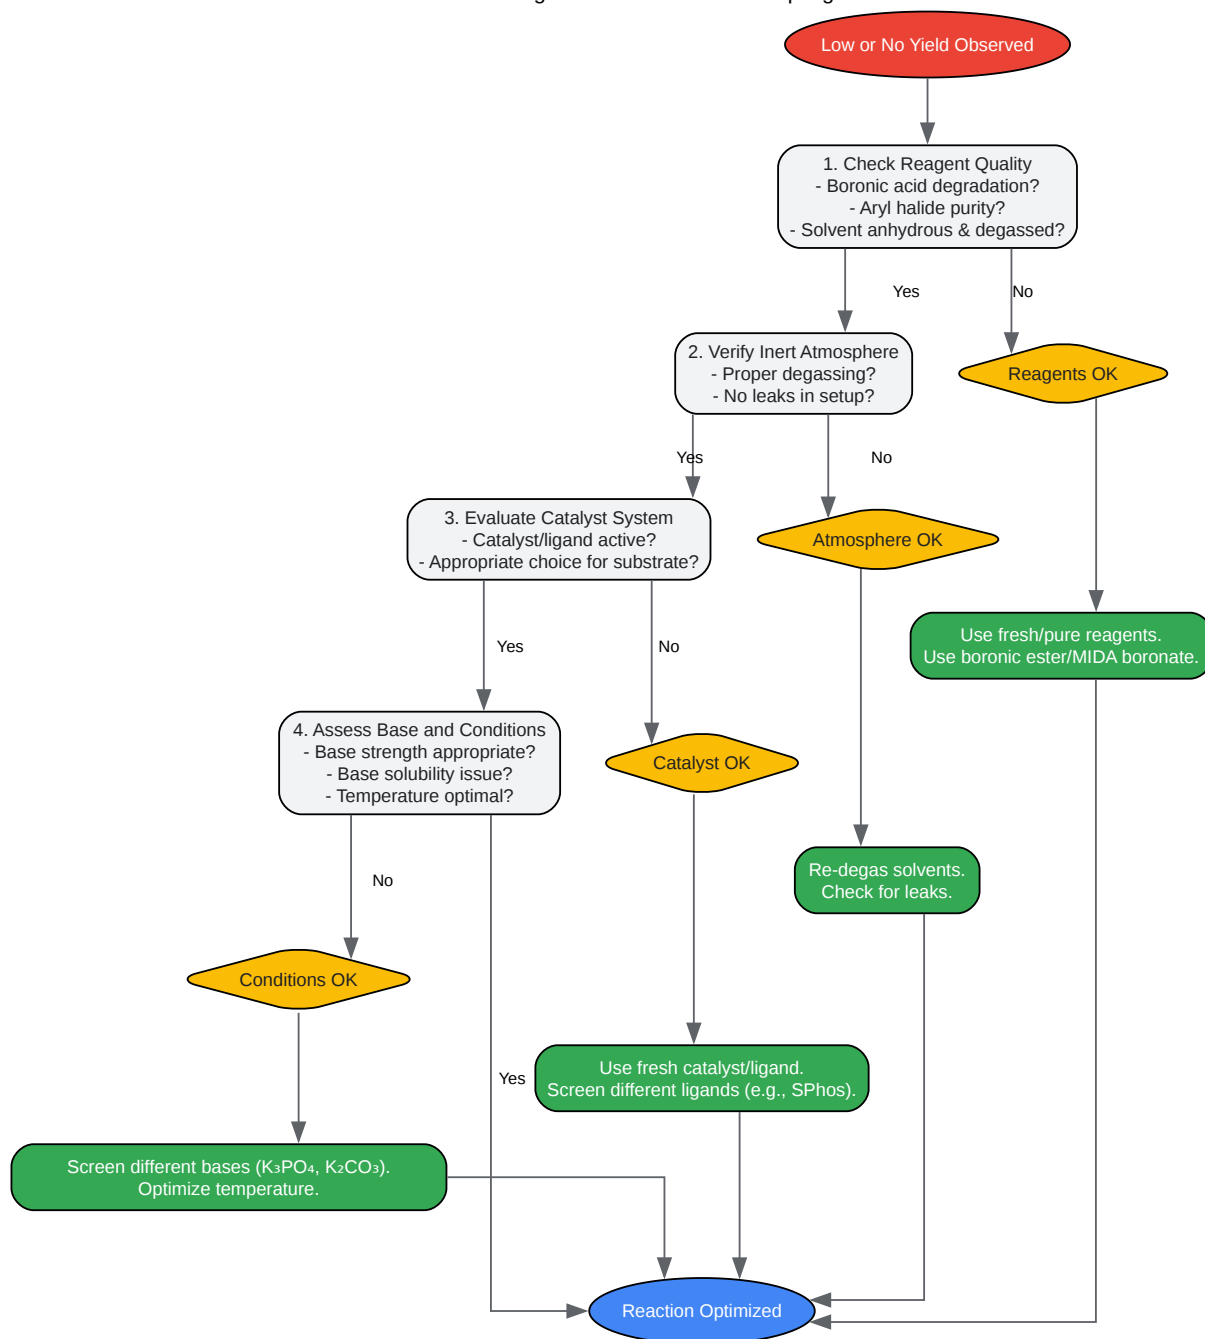 Low or No Yield Observed
1. Check Reagent Quality
- Boronic acid degradation?
- Aryl halide purity?
- Solvent anhydrous & degassed?
Yes
No
2. Verify Inert Atmosphere
- Proper degassing?
- No leaks in setup?
Reagents OK
Yes
No
3. Evaluate Catalyst System
- Catalyst/ligand active?
- Appropriate choice for substrate?
Atmosphere OK
Use fresh/pure reagents.
Use boronic ester/MIDA boronate.
Yes
No
4. Assess Base and Conditions
- Base strength appropriate?
- Base solubility issue?
- Temperature optimal?
Catalyst OK
Re-degas solvents.
Check for leaks.
No
Conditions OK
Use fresh catalyst/ligand.
Screen different ligands (e.g., SPhos).
Yes
Screen different bases (K₃PO₄, K₂CO₃).
Optimize temperature.
Reaction Optimized